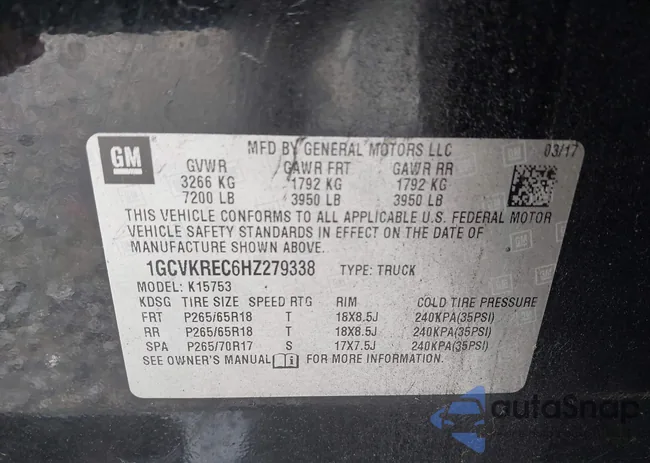 GM
MFD BY GENERAL MOTORS LLC 03/17
GVWR GAWR FRT GAWR RR
3266 KG 1792 KG 1792 KG
7200 LB 3950 LB 3950 LB
THIS VEHICLE CONFORMS TO ALL APPLICABLE U.S. FEDERAL MOTOR
VEHICLE SAFETY STANDARDS IN EFFECT ON THE DATE OF
MANUFACTURE SHOWN ABOVE.
1GCVKREC6HZ279338 TYPE: TRUCK
MODEL: K15753
KDSG TIRE SIZE SPEED RTG RIM COLD TIRE PRESSURE
FRT P265/65R18 T 18X8.5J 240KPA(35PSI)
RR P265/65R18 T 18X8.5J 240KPA(35PSI)
SPA P265/70R17 S 17X7.5J 240KPA(35PSI)
SEE OWNER'S MANUAL FOR MORE INFORMATION.
autoSnap